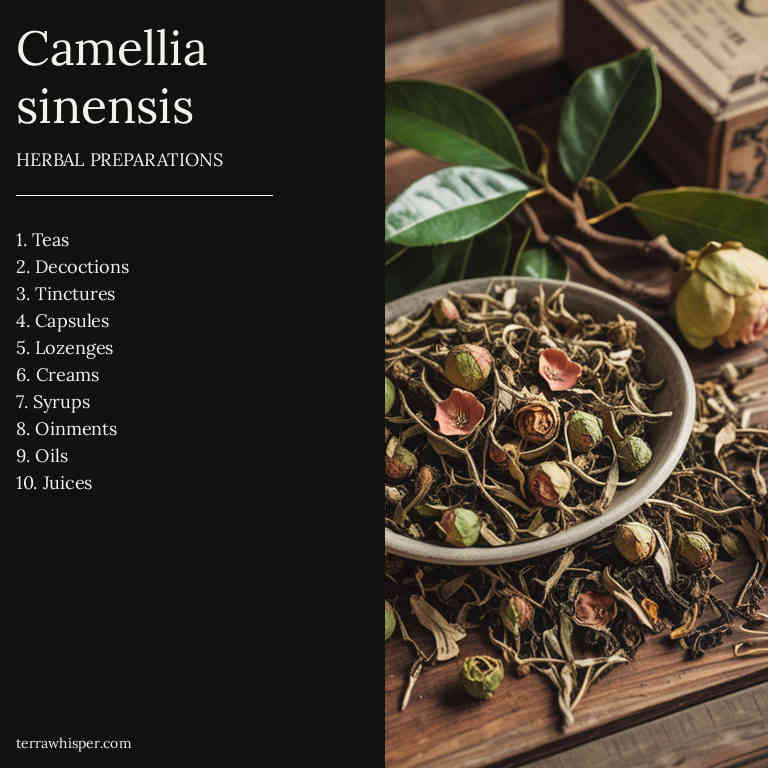 Camellia
sinensis
HERBAL PREPARATIONS
1. Teas
2. Decoctions
3. Tinctures
4. Capsules
5. Lozenges
6. Creams
7. Syrups
8. Oinments
9. Oils
10. Juices
terrawhisper.com